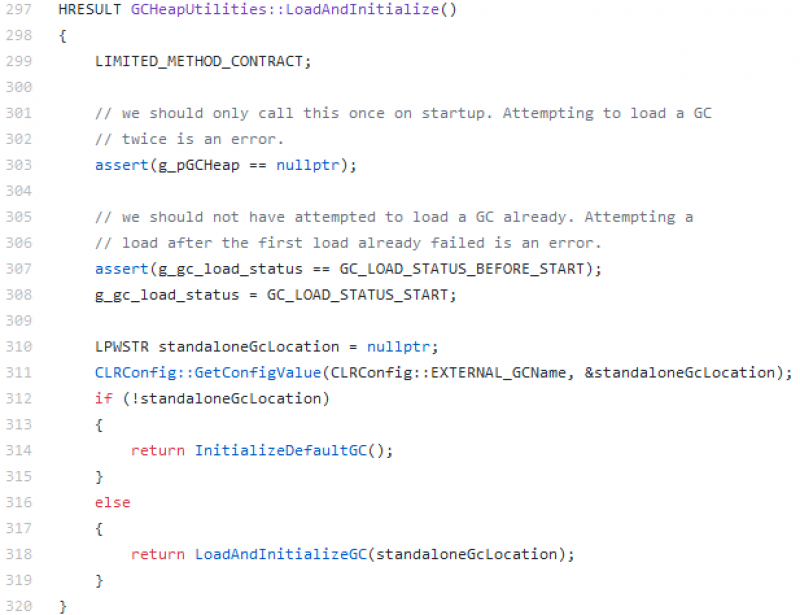 297 HRESULT GCHeapUtilities::LoadAndInitialize()
298 {
299     LIMITED_METHOD_CONTRACT;
300
301     // we should only call this once on startup. Attempting to load a GC
302     // twice is an error.
303     assert(g_pGCHeap == nullptr);
304
305     // we should not have attempted to load a GC already. Attempting a
306     // load after the first load already failed is an error.
307     assert(g_gc_load_status == GC_LOAD_STATUS_BEFORE_START);
308     g_gc_load_status = GC_LOAD_STATUS_START;
309
310     LPWSTR standaloneGcLocation = nullptr;
311     CLRConfig::GetConfigValue(CLRConfig::EXTERNAL_GCName, &standaloneGcLocation);
312     if (!standaloneGcLocation)
313     {
314         return InitializeDefaultGC();
315     }
316     else
317     {
318         return LoadAndInitializeGC(standaloneGcLocation);
319     }
320 }